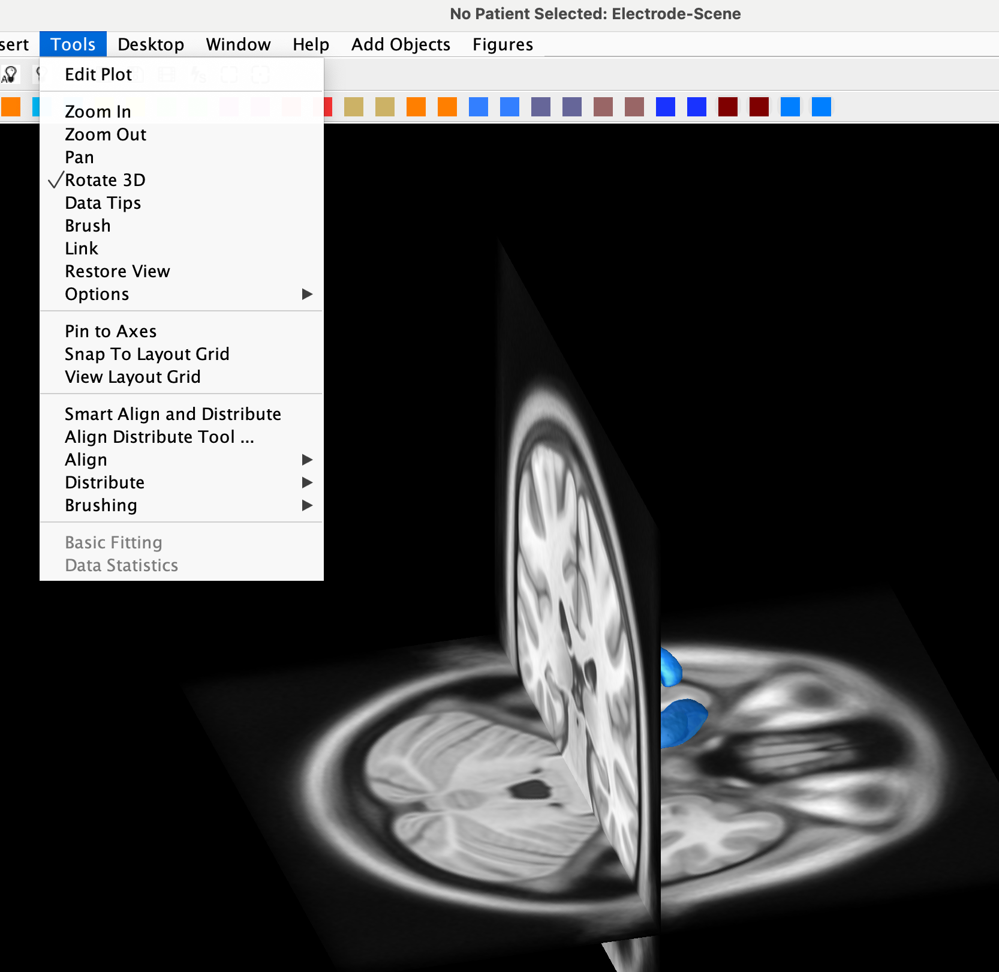 No Patient Selected: Electrode-Scene
sert Tools Desktop Window Help Add Objects Figures
Edit Plot
Zoom In
Zoom Out
Pan
Rotate 3D
Data Tips
Brush
Link
Restore View
Options
Pin to Axes
Snap To Layout Grid
View Layout Grid
Smart Align and Distribute
Align Distribute Tool ...
Align
Distribute
Brushing
Basic Fitting
Data Statistics